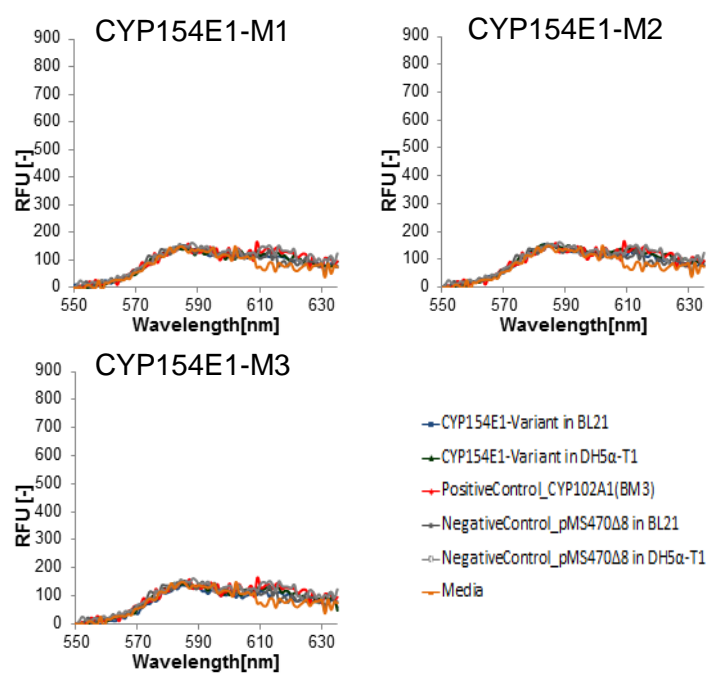 CYP154E1-M1
900
800
700
600
500
400
300
200
100
0
RFU [-]
550 570 590 610 630
Wavelength[nm]
CYP154E1-M2
900
800
700
600
500
400
300
200
100
0
RFU [-]
550 570 590 610 630
Wavelength[nm]
CYP154E1-M3
900
800
700
600
500
400
300
200
100
0
RFU [-]
550 570 590 610 630
Wavelength[nm]
CYP154E1-Variant in BL21
CYP154E1-Variant in DH5α-T1
PositiveControl_CYP102A1(BM3)
NegativeControl_pMS470Δ8 in BL21
NegativeControl_pMS470Δ8 in DH5α-T1
Media